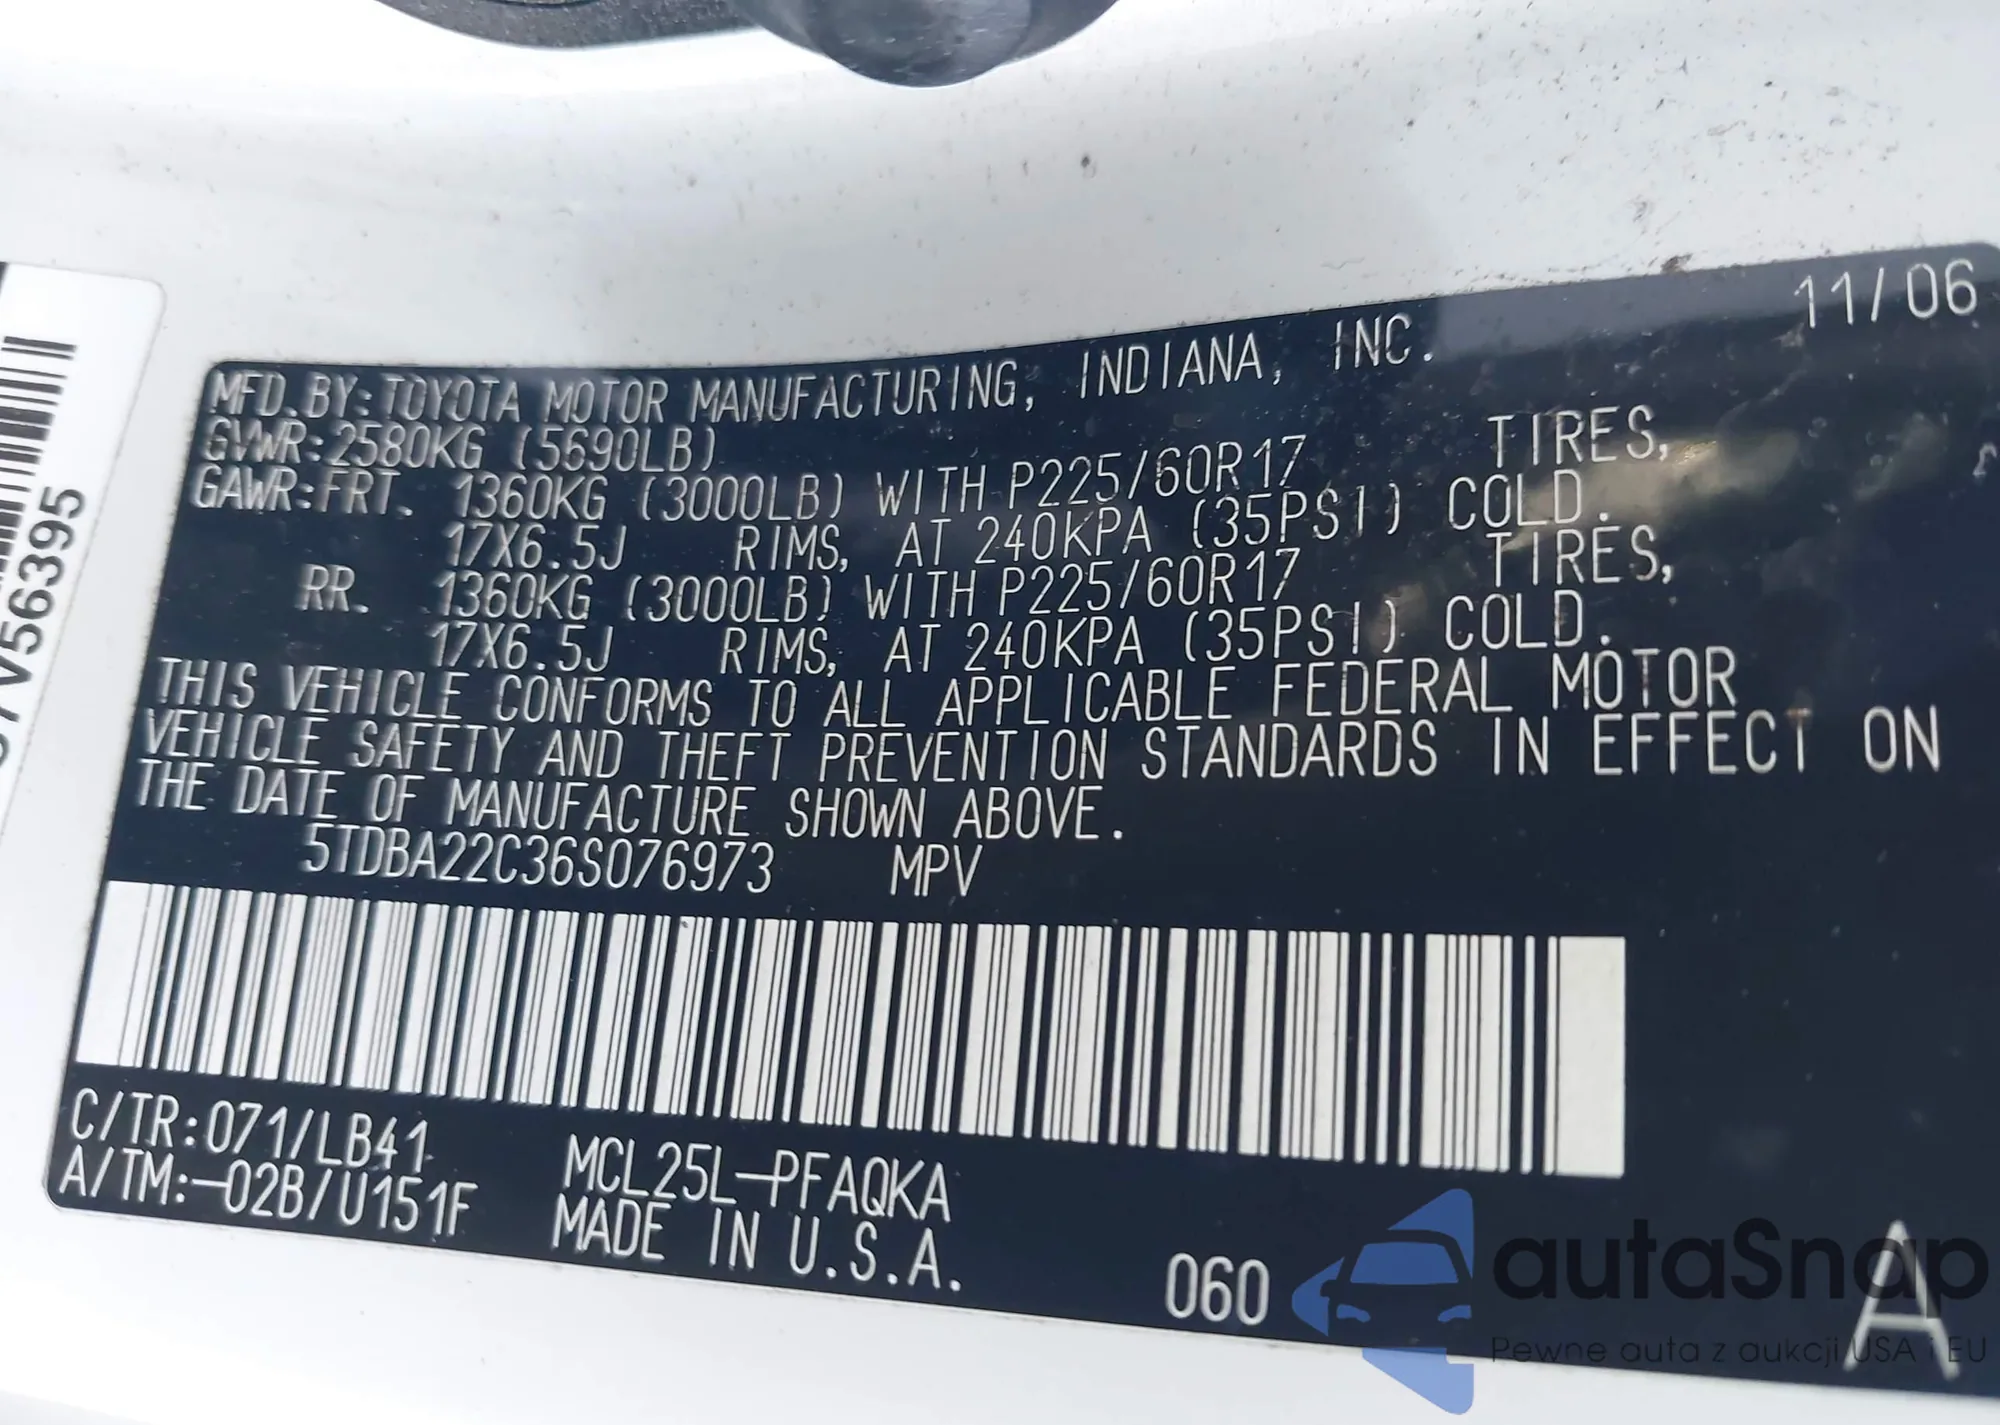 11/06
MFD.BY:TOYOTA MOTOR MANUFACTURING, INDIANA, INC.
GVWR:2580KG (5690LB)
GAWR:FRT. 1360KG (3000LB) WITH P225/60R17 TIRES,
17X6.5J RIMS, AT 240KPA (35PSI) COLD.
RR. 1360KG (3000LB) WITH P225/60R17 TIRES,
17X6.5J RIMS, AT 240KPA (35PSI) COLD.
THIS VEHICLE CONFORMS TO ALL APPLICABLE FEDERAL MOTOR
VEHICLE SAFETY AND THEFT PREVENTION STANDARDS IN EFFECT ON
THE DATE OF MANUFACTURE SHOWN ABOVE.
5TDBA22C36S076973 MPV
C/TR:071/LB41 MCL25L-PFAQKA
A/TM:-02B/U151F MADE IN U.S.A.
060 A
V56395
autaSnap
Pewne auta z aukcji USA i EU